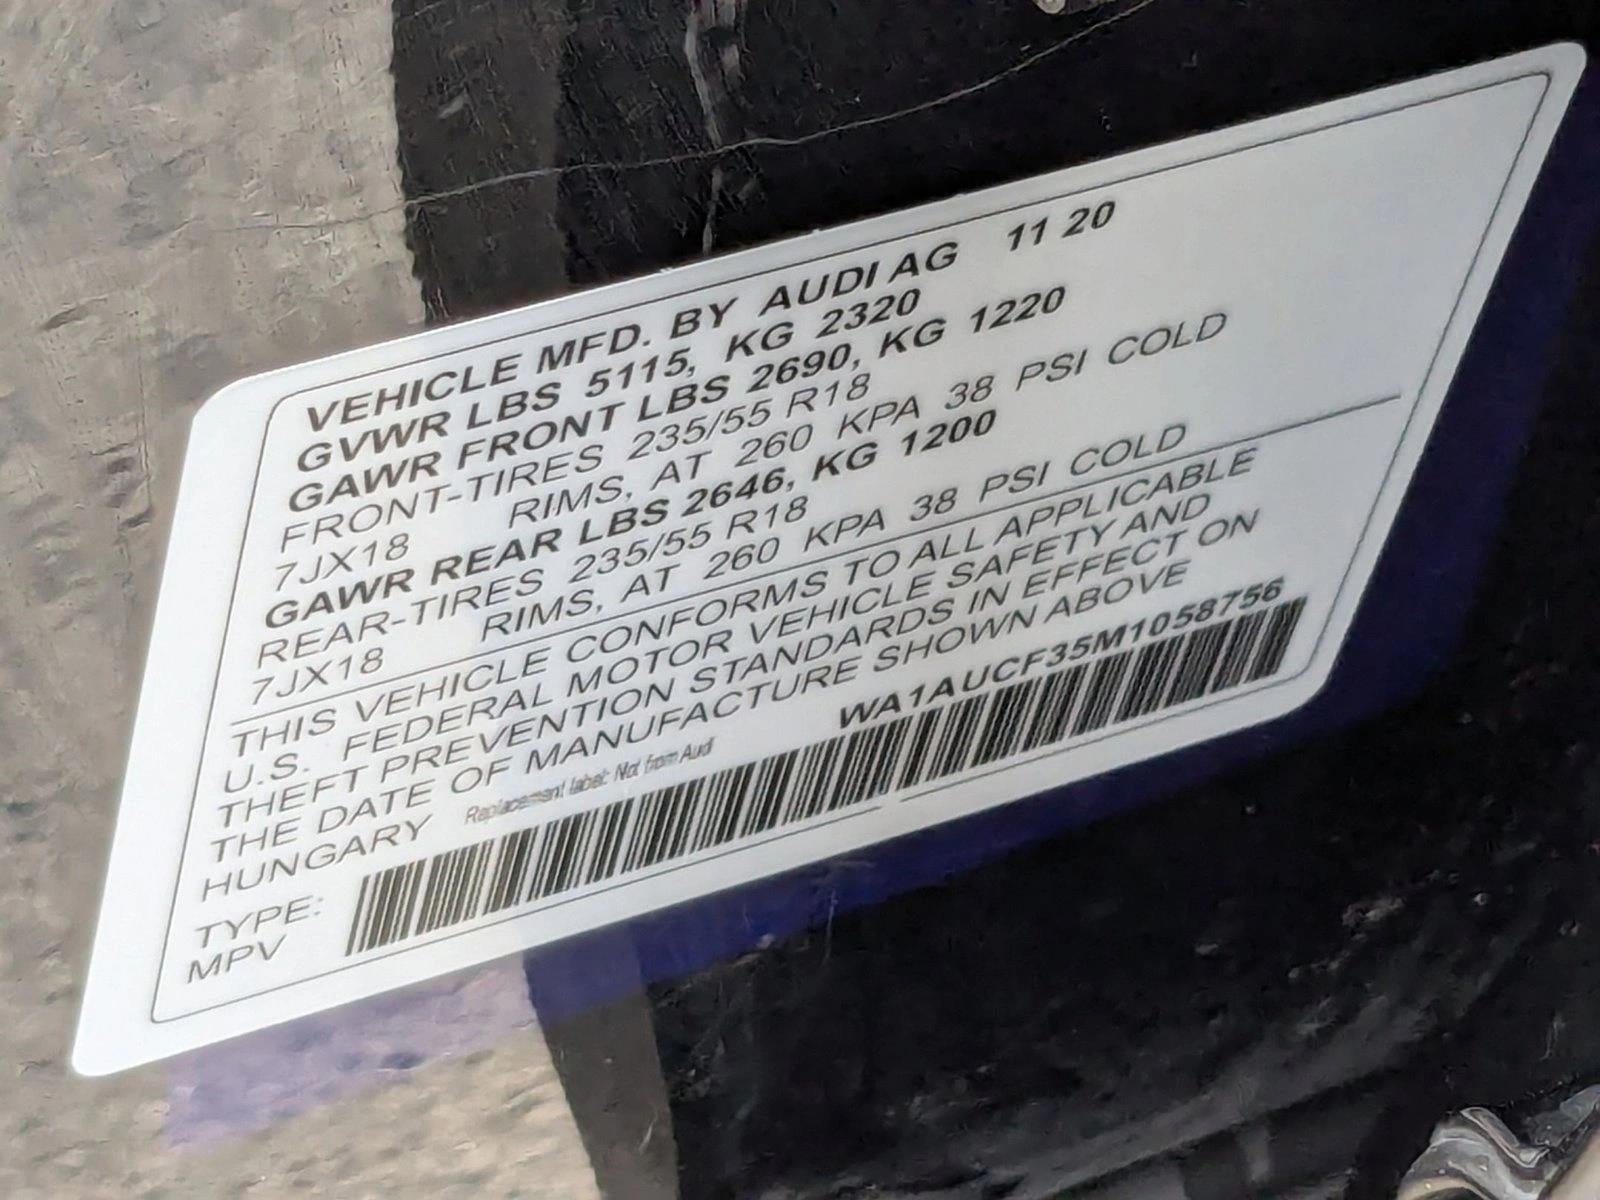 VEHICLE MFD. BY AUDI AG 11 20
GVWR LBS 5115, KG 2320
GAWR FRONT LBS 2690, KG 1220
FRONT-TIRES 235/55 R18
7JX18 RIMS, AT 260 KPA 38 PSI COLD
GAWR REAR LBS 2646, KG 1200
REAR-TIRES 235/55 R18
7JX18 RIMS, AT 260 KPA 38 PSI COLD
THIS VEHICLE CONFORMS TO ALL APPLICABLE
U.S. FEDERAL MOTOR VEHICLE SAFETY AND
THEFT PREVENTION STANDARDS IN EFFECT ON
THE DATE OF MANUFACTURE SHOWN ABOVE
HUNGARY Replacement label: Not from Audi WA1AUCF35M1058756
TYPE:
MPV